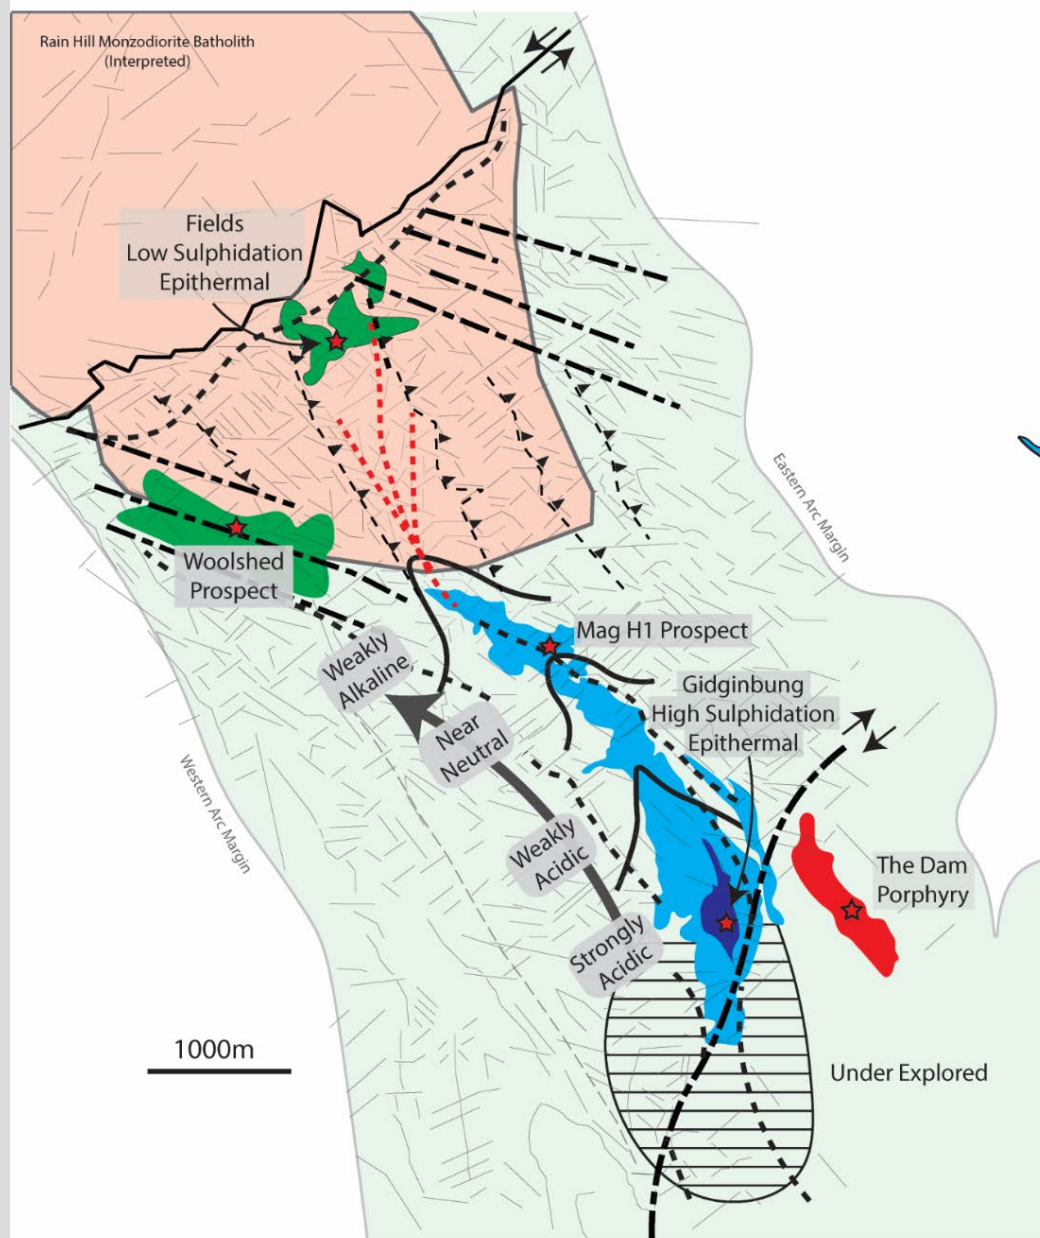 Rain Hill Monzodiorite Batholith
(Interpreted)
Fields
Low Sulphidation
Epithermal
Eastern Arc Margin
Woolshed
Prospect
Mag H1 Prospect
Weakly
Alkaline
Gidginbung
High Sulphidation
Epithermal
Near
Neutral
Western Arc Margin
Weakly
Acidic
The Dam
Porphyry
Strongly
Acidic
1000m
Under Explored